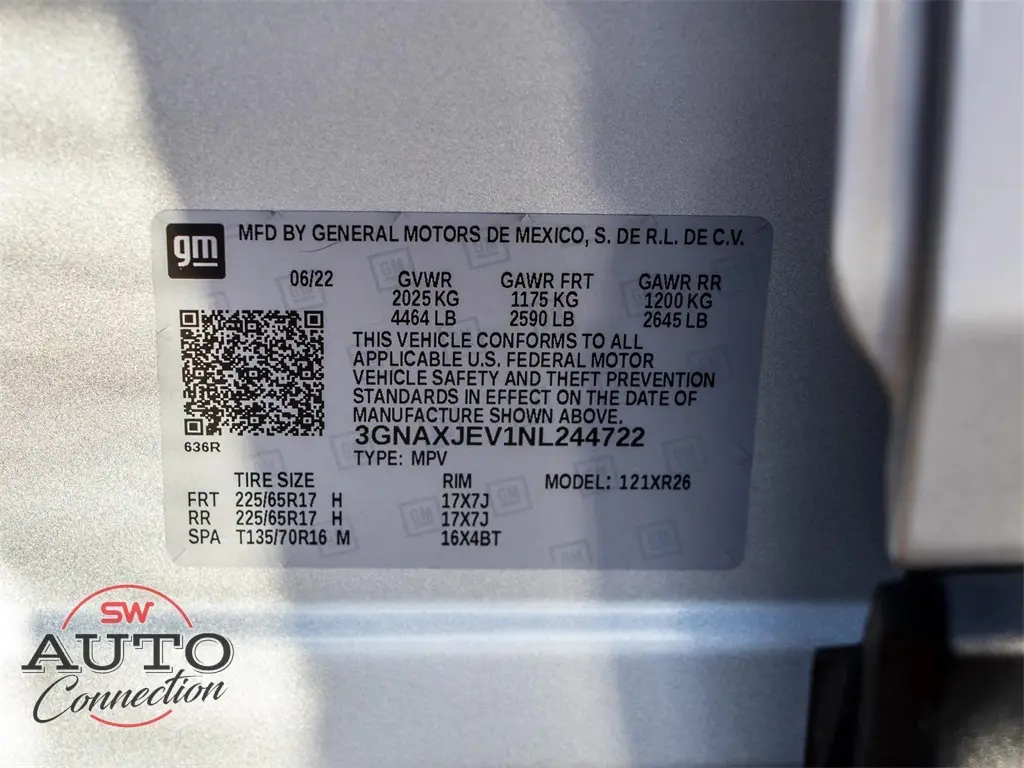 gm
MFD BY GENERAL MOTORS DE MEXICO, S. DE R.L. DE C.V.
06/22 GVWR GAWR FRT GAWR RR
2025 KG 1175 KG 1200 KG
4464 LB 2590 LB 2645 LB
THIS VEHICLE CONFORMS TO ALL
APPLICABLE U.S. FEDERAL MOTOR
VEHICLE SAFETY AND THEFT PREVENTION
STANDARDS IN EFFECT ON THE DATE OF
MANUFACTURE SHOWN ABOVE.
3GNAXJEV1NL244722
636R
TYPE: MPV
TIRE SIZE RIM MODEL: 121XR26
FRT 225/65R17 H 17X7J
RR 225/65R17 H 17X7J
SPA T135/70R16 M 16X4BT
SW
AUTO
Connection